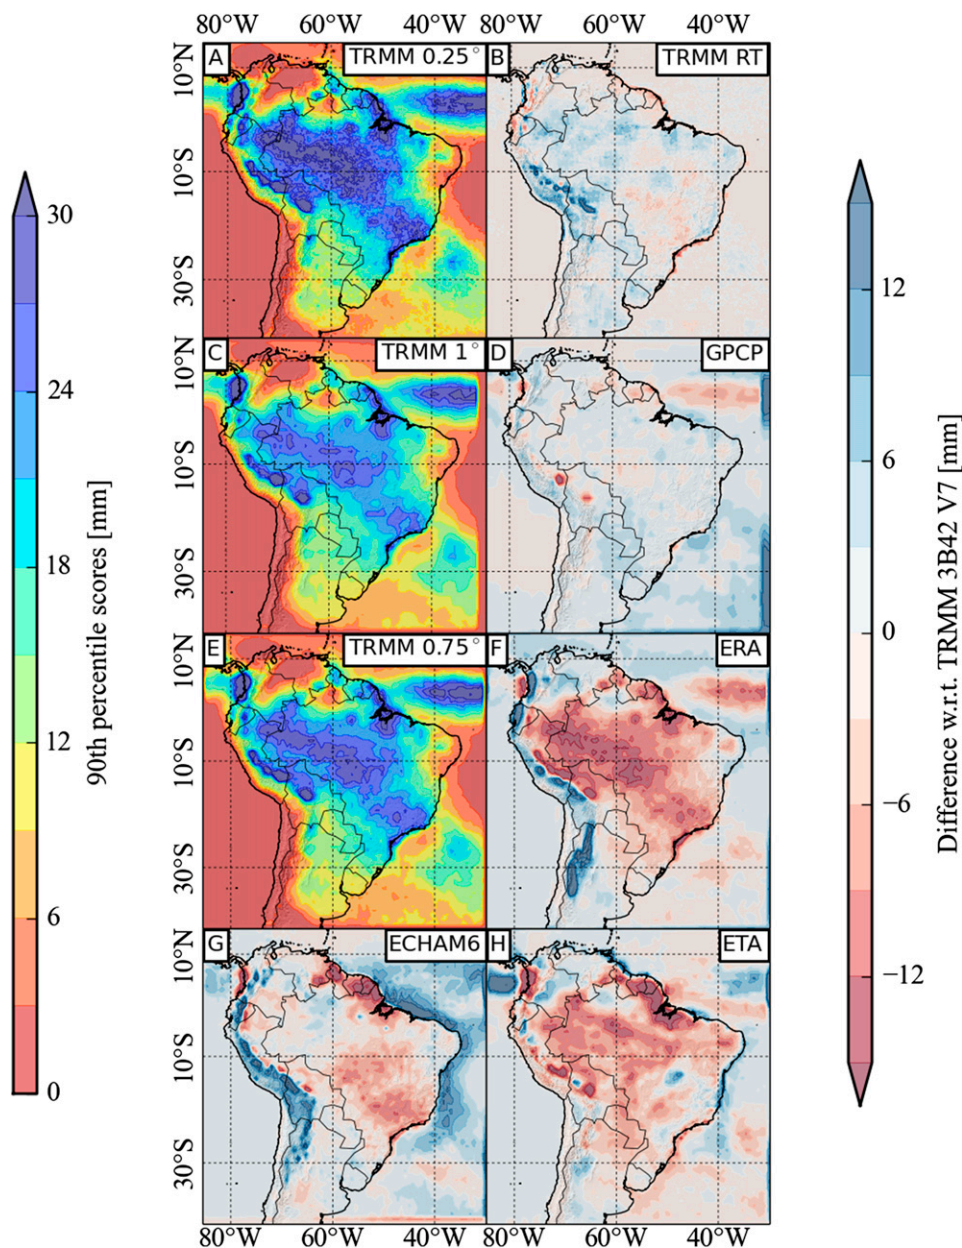 80°W 60°W 40°W 80°W 60°W 40°W
10°N A TRMM 0.25° B TRMM RT
10°S
30°S
10°N C TRMM 1° D GPCP
10°S
30°S
10°N E TRMM 0.75° F ERA
10°S
30°S
10°N G ECHAM6 H ETA
10°S
30°S
80°W 60°W 40°W 80°W 60°W 40°W
30
24
18
12
6
0
90th percentile scores [mm]
12
6
0
−6
−12
Difference w.r.t. TRMM 3B42 V7 [mm]